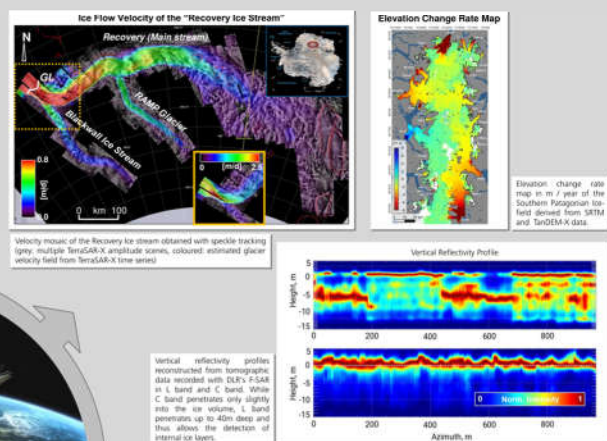 Ice Flow Velocity of the "Recovery Ice Stream"
N
Recovery (Main stream)
GL
Blackwall Ice Stream
RAMP Glacier
0.8
[m/d]
0
0 km 100
0 [m/d] 2.5
Velocity mosaic of the Recovery Ice stream obtained with speckle tracking
(grey: multiple TerraSAR-X amplitude scenes, coloured: estimated glacier
velocity field from TerraSAR-X time series)
Elevation Change Rate Map
Elevation change rate
map in m / year of the
Southern Patagonian Ice-
field derived from SRTM
and TanDEM-X data.
Vertical reflectivity profiles
reconstructed from tomographic
data recorded with DLR's F-SAR
in L band and C band. While
C band penetrates only slightly
into the ice volume, L band
penetrates up to 40m deep and
thus allows the detection of
internal ice layers.
Vertical Reflectivity Profile
Height, m
5
0
-5
-10
-15
0 200 400 600 800
Height, m
5
0
-5
-10
-15
0 Norm. Intensity 1
0 200 400 600 800
Azimuth, m